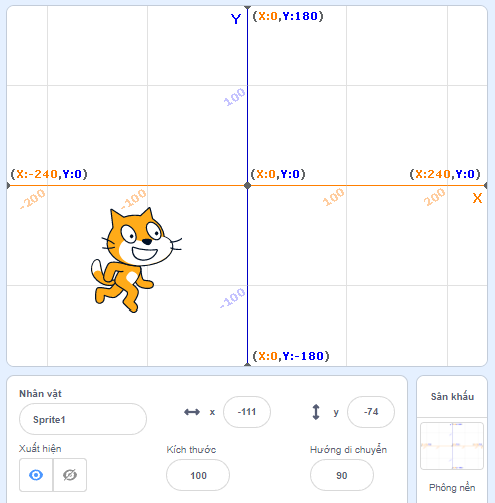 Y (X:0,Y:180)
100
(X:-240,Y:0) (X:0,Y:0) (X:240,Y:0)
-200 -100 100 200 X
-100
(X:0,Y:-180)
Nhân vật
Sprite1 x -111 y -74
Xuất hiện Kích thước Hướng di chuyển
100 90
Sân khấu
Phông nền